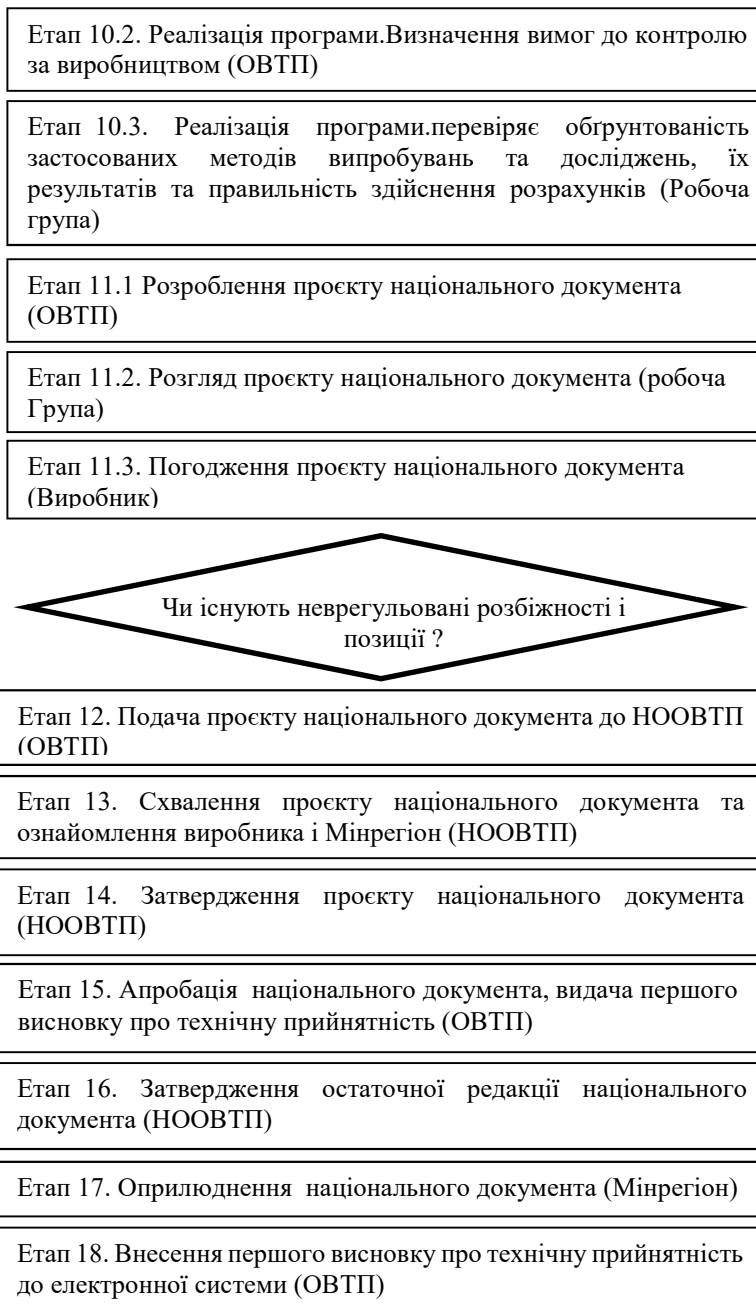 Етап 10.2. Реалізація програми.Визначення вимог до контролю
за виробництвом (ОВТП)
Етап 10.3. Реалізація програми.перевіряє обґрунтованість
застосованих методів випробувань та досліджень, їх
результатів та правильність здійснення розрахунків (Робоча
група)
Етап 11.1 Розроблення проєкту національного документа
(ОВТП)
Етап 11.2. Розгляд проєкту національного документа (робоча
Група)
Етап 11.3. Погодження проєкту національного документа
(Виробник)
Чи існують неврегульовані розбіжності і
позиції ?
Етап 12. Подача проєкту національного документа до НООВТП
(ОВТП)
Етап 13. Схвалення проєкту національного документа та
ознайомлення виробника і Мінрегіон (НООВТП)
Етап 14. Затвердження проєкту національного документа
(НООВТП)
Етап 15. Апробація національного документа, видача першого
висновку про технічну прийнятність (ОВТП)
Етап 16. Затвердження остаточної редакції національного
документа (НООВТП)
Етап 17. Оприлюднення національного документа (Мінрегіон)
Етап 18. Внесення першого висновку про технічну прийнятність
до електронної системи (ОВТП)